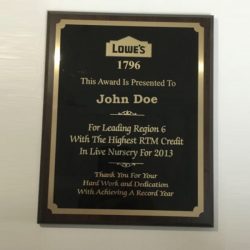 LOWE'S
1796
This Award Is Presented To
John Doe
For Leading Region 6
With The Highest RTM Credit
In Live Nursery For 2013
Thank You For Your
Hard Work and Dedication
With Achieving A Record Year